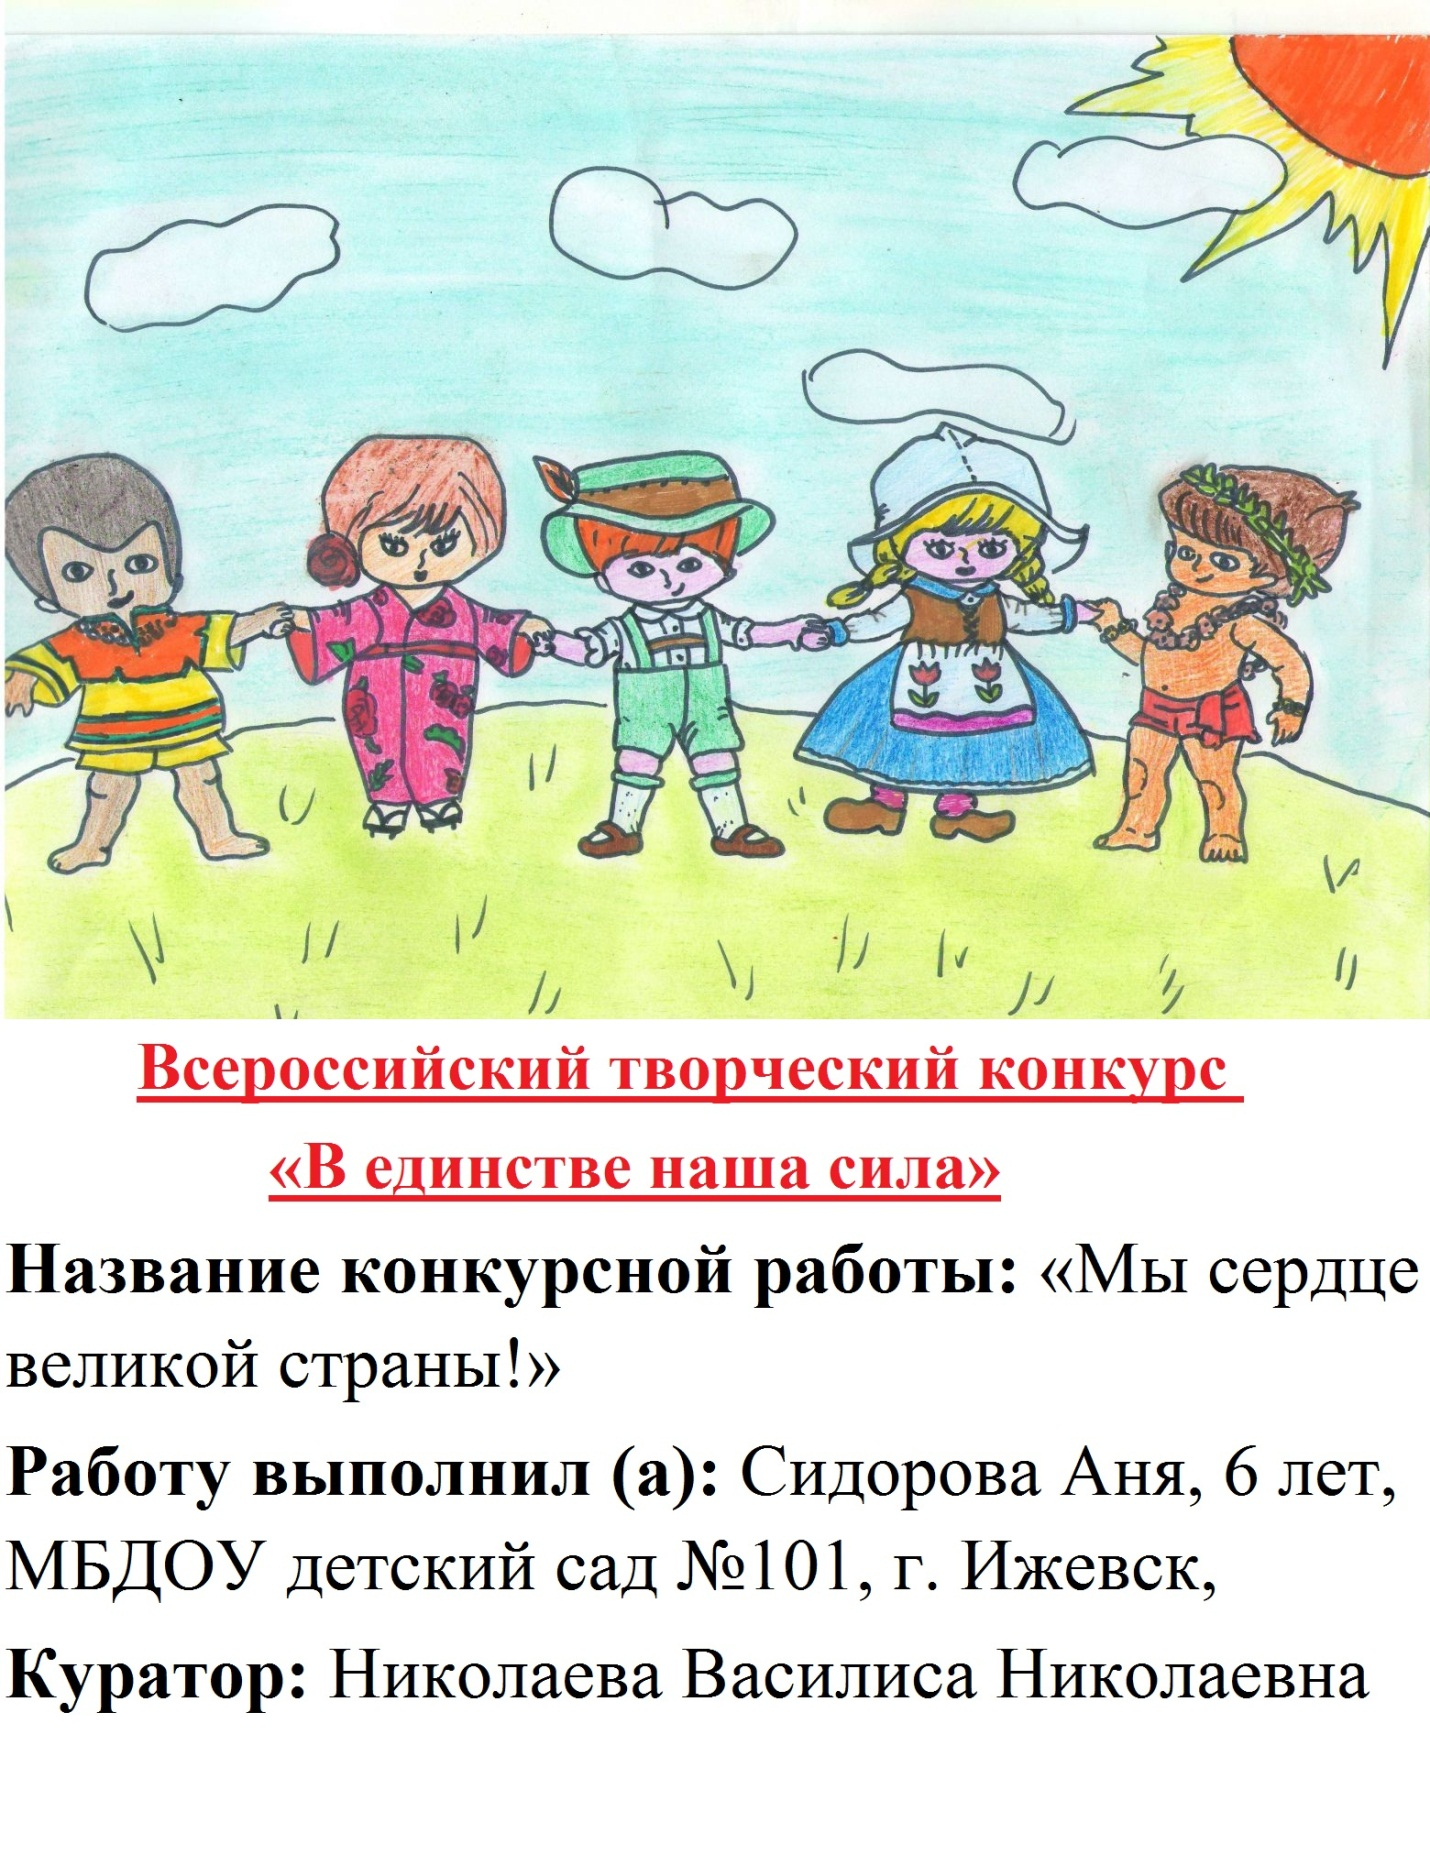 Всероссийский творческий конкурс
«В единстве наша сила»
Название конкурсной работы: «Мы сердце
великой страны!»
Работу выполнил (а): Сидорова Аня, 6 лет,
МБДОУ детский сад №101, г. Ижевск,
Куратор: Николаева Василиса Николаевна